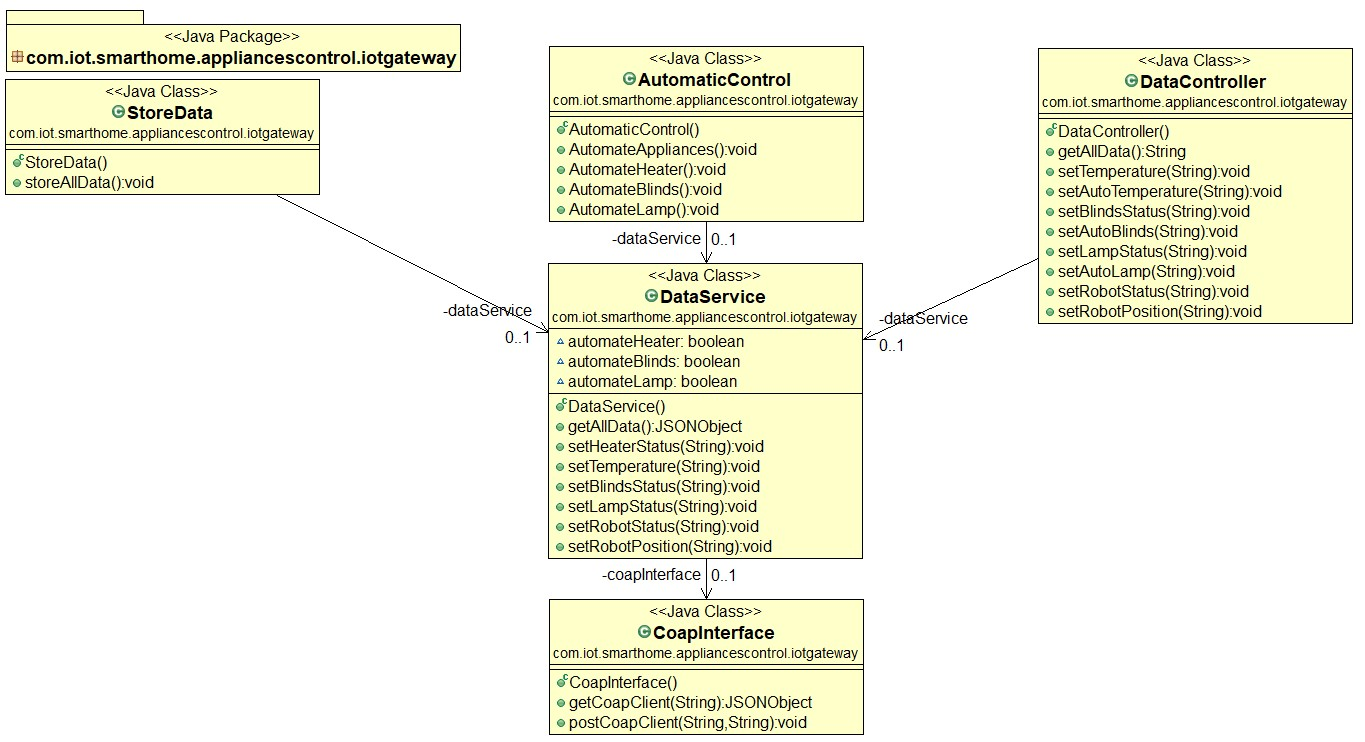 <<Java Package>>
com.iot.smarthome.appliancescontrol.iotgateway
<<Java Class>>
StoreData
com.iot.smarthome.appliancescontrol.iotgateway
StoreData()
storeAllData():void
<<Java Class>>
AutomaticControl
com.iot.smarthome.appliancescontrol.iotgateway
AutomaticControl()
AutomateAppliances():void
AutomateHeater():void
AutomateBlinds():void
AutomateLamp():void
<<Java Class>>
DataController
com.iot.smarthome.appliancescontrol.iotgateway
DataController()
getAllData():String
setTemperature(String):void
setAutoTemperature(String):void
setBlindsStatus(String):void
setAutoBlinds(String):void
setLampStatus(String):void
setAutoLamp(String):void
setRobotStatus(String):void
setRobotPosition(String):void
-dataService 0..1
-dataService
0..1
-dataService
0..1
<<Java Class>>
DataService
com.iot.smarthome.appliancescontrol.iotgateway
automateHeater: boolean
automateBlinds: boolean
automateLamp: boolean
DataService()
getAllData():JSONObject
setHeaterStatus(String):void
setTemperature(String):void
setBlindsStatus(String):void
setLampStatus(String):void
setRobotStatus(String):void
setRobotPosition(String):void
-coapInterface 0..1
<<Java Class>>
CoapInterface
com.iot.smarthome.appliancescontrol.iotgateway
CoapInterface()
getCoapClient(String):JSONObject
postCoapClient(String,String):void